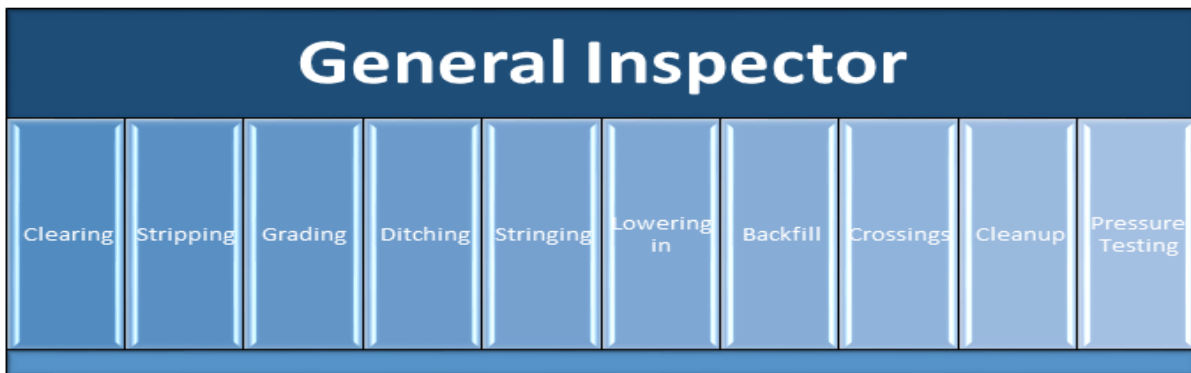 General Inspector
Clearing
Stripping
Grading
Ditching
Stringing
Lowering
in
Backfill
Crossings
Cleanup
Pressure
Testing